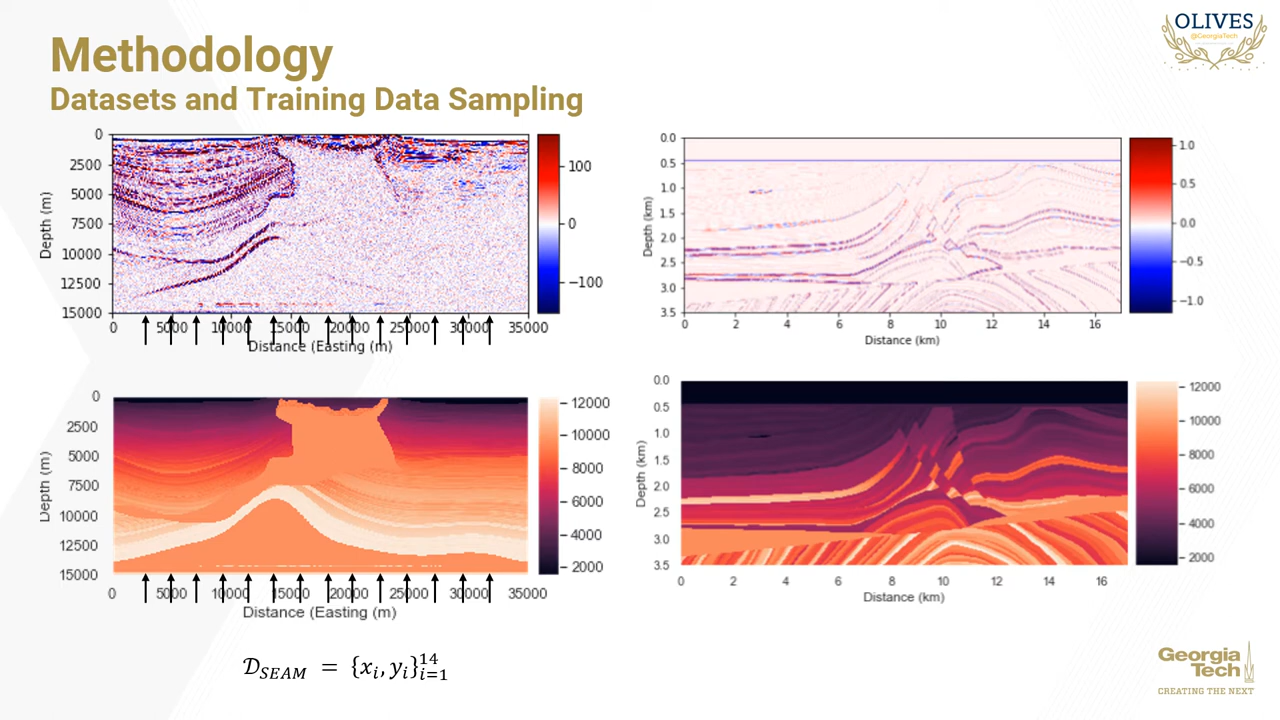 OLIVES
@GeorgiaTech
Methodology
Datasets and Training Data Sampling
0
2500
5000
7500
10000
12500
15000
Depth (m)
0 5000 10000 15000 20000 25000 30000 35000
Distance (Easting (m)
100
0
−100
0.0
0.5
1.0
1.5
2.0
2.5
3.0
3.5
Depth (km)
0 2 4 6 8 10 12 14 16
Distance (km)
1.0
0.5
0.0
−0.5
−1.0
0
2500
5000
7500
10000
12500
15000
Depth (m)
0 5000 10000 15000 20000 25000 30000 35000
Distance (Easting (m)
12000
10000
8000
6000
4000
2000
0.0
0.5
1.0
1.5
2.0
2.5
3.0
3.5
Depth (km)
0 2 4 6 8 10 12 14 16
Distance (km)
12000
10000
8000
6000
4000
2000
𝒟_{SEAM} = {x_i, y_i}_{i=1}^{14}
Georgia
Tech
CREATING THE NEXT